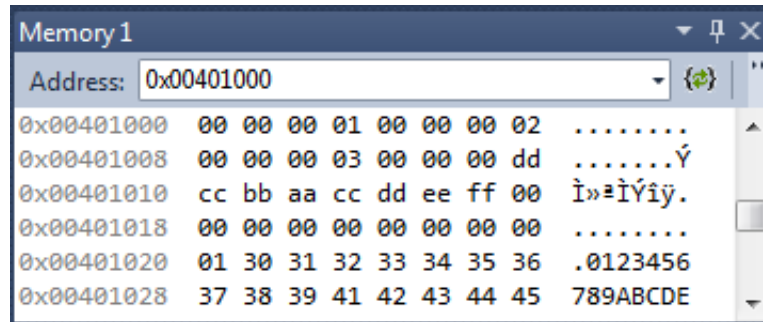 Memory 1
Address: 0x00401000
0x00401000 00 00 00 01 00 00 00 02 ........
0x00401008 00 00 00 03 00 00 00 dd .......Ý
0x00401010 cc bb aa cc dd ee ff 00 Ì»ªÌÝîÿ.
0x00401018 00 00 00 00 00 00 00 00 ........
0x00401020 01 30 31 32 33 34 35 36 .0123456
0x00401028 37 38 39 41 42 43 44 45 789ABCDE